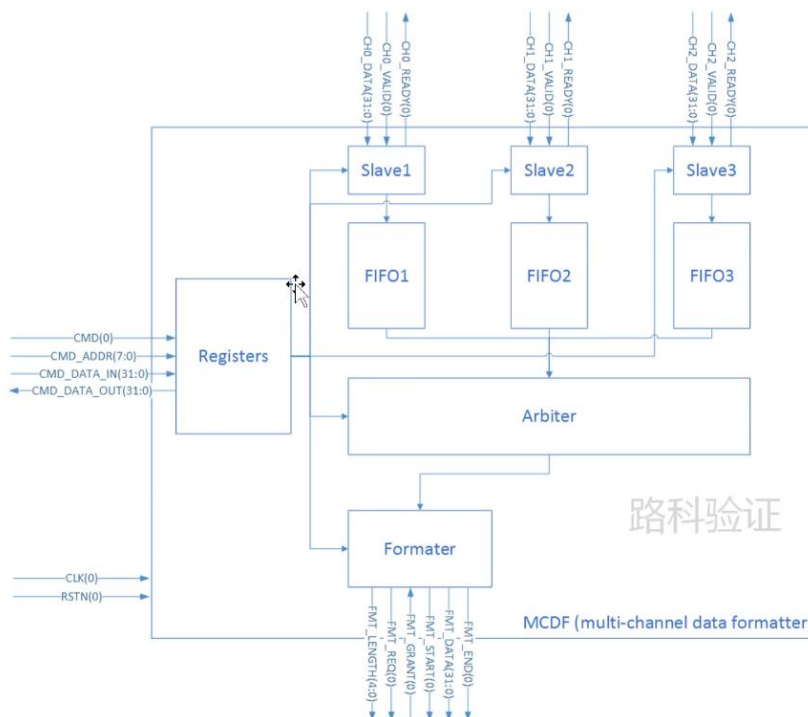 CH0_DATA(31:0)
CH0_VALID(0)
CH0_READY(0)
CH1_DATA(31:0)
CH1_VALID(0)
CH1_READY(0)
CH2_DATA(31:0)
CH2_VALID(0)
CH2_READY(0)
Slave1
Slave2
Slave3
FIFO1
FIFO2
FIFO3
CMD(0)
CMD_ADDR(7:0)
CMD_DATA_IN(31:0)
CMD_DATA_OUT(31:0)
Registers
Arbiter
路科验证
Formater
CLK(0)
RSTN(0)
MCDF (multi-channel data formatter
FMT_LENGTH(4:0)
FMT_REQ(0)
FMT_GRANT(0)
FMT_START(0)
FMT_DATA(31:0)
FMT_END(0)